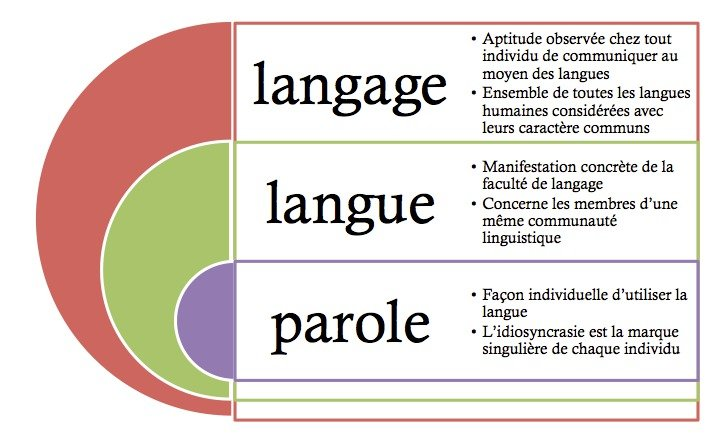 langage
• Aptitude observée chez tout
individu de communiquer au
moyen des langues
• Ensemble de toutes les langues
humaines considérées avec
leurs caractère communs
langue
• Manifestation concrète de la
faculté de langage
• Concerne les membres d'une
même communauté
linguistique
parole
• Façon individuelle d'utiliser la
langue
• L'idiosyncrasie est la marque
singulière de chaque individu